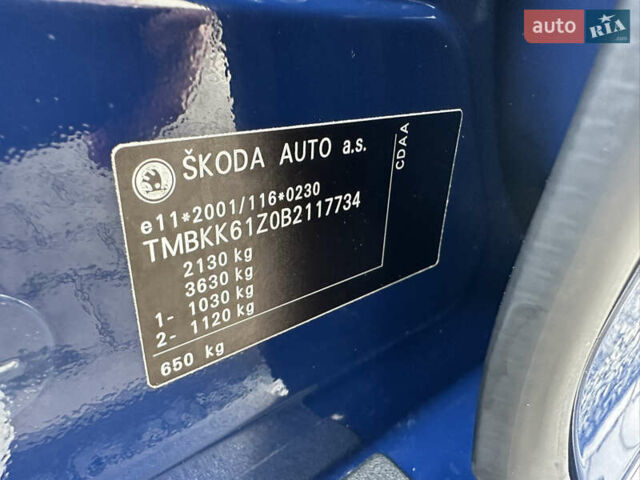 auto RIA.com
ŠKODA AUTO a.s.
CDAA
e11*2001/116*0230
TMBKK61Z0B2117734
2130 kg
3630 kg
1- 1030 kg
2- 1120 kg
650 kg